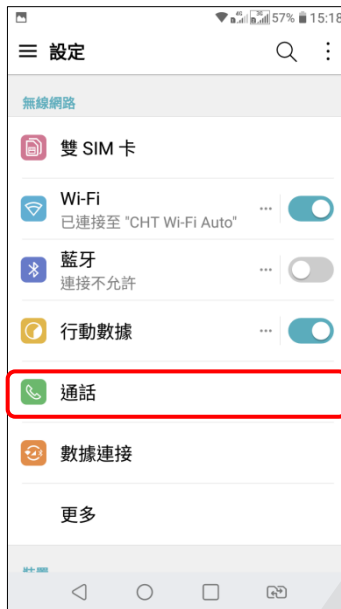 57% 15:18
設定
無線網路
雙 SIM 卡
Wi-Fi
已連接至 "CHT Wi-Fi Auto"
藍牙
連接不允許
行動數據
通話
數據連接
更多